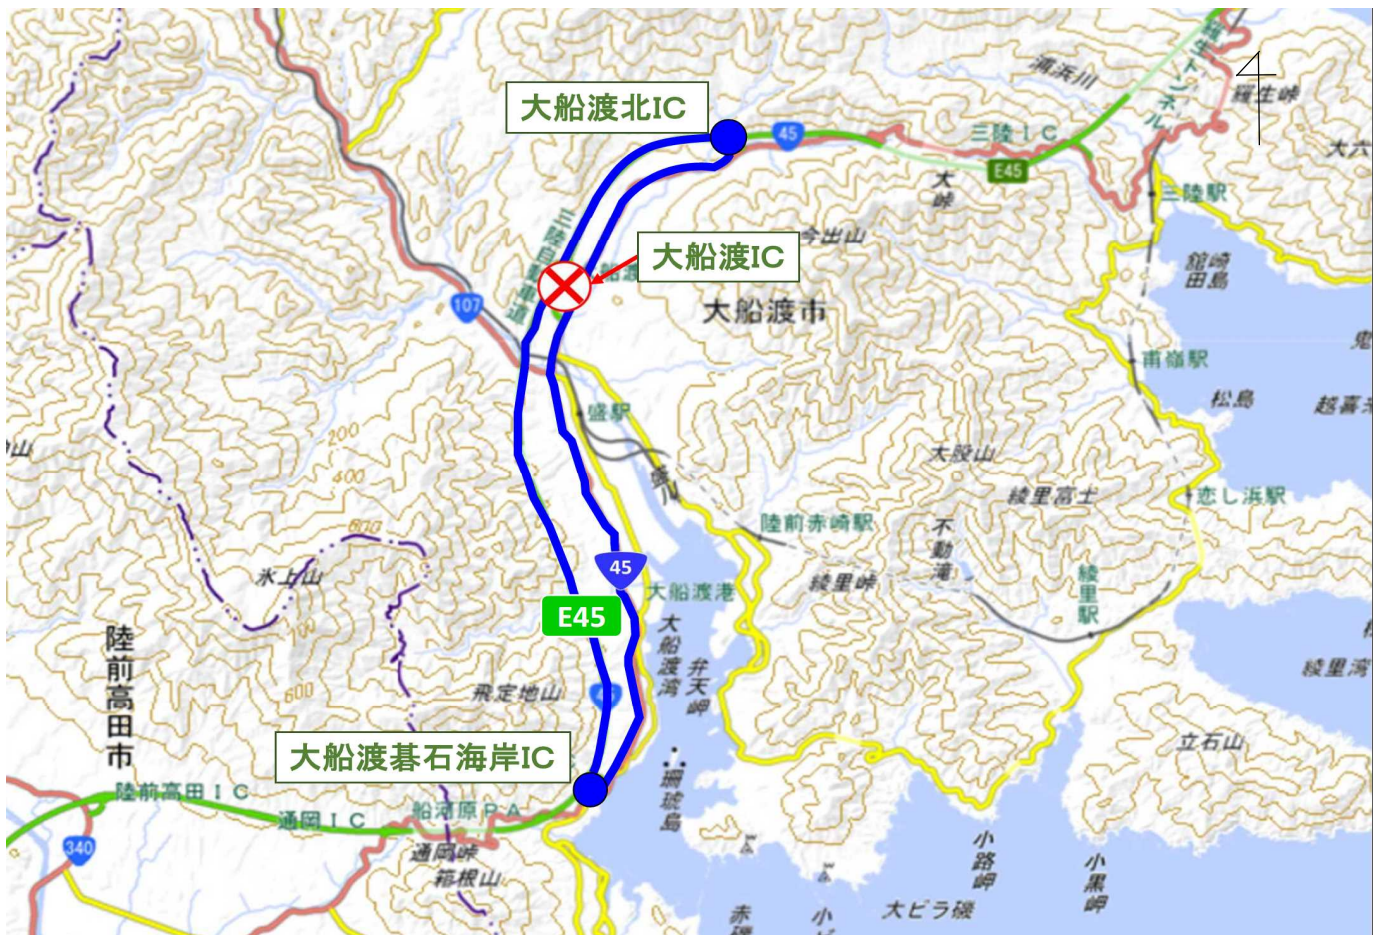 大船渡北IC
浦浜川
羅生トンネル
羅生峠
45
三陸IC
E45
大峠
三陸駅
今出山
三陸自動車道
大船渡IC
107
大船渡市
舘崎
田島
甫嶺駅
松島
盛駅
盛川
200
400
大股山
綾里富士
恋し浜駅
陸前赤崎駅
600
不動滝
綾里峠
綾里駅
氷上山
45
大船渡港
E45
大船渡湾
弁天岬
陸前高田市
600
飛定地山
綾里湾
立石山
大船渡碁石海岸IC
珊琥島
陸前高田IC
通岡IC
船河原PA
340
通岡峠
箱根山
小路岬
小黒岬
大ビラ磯